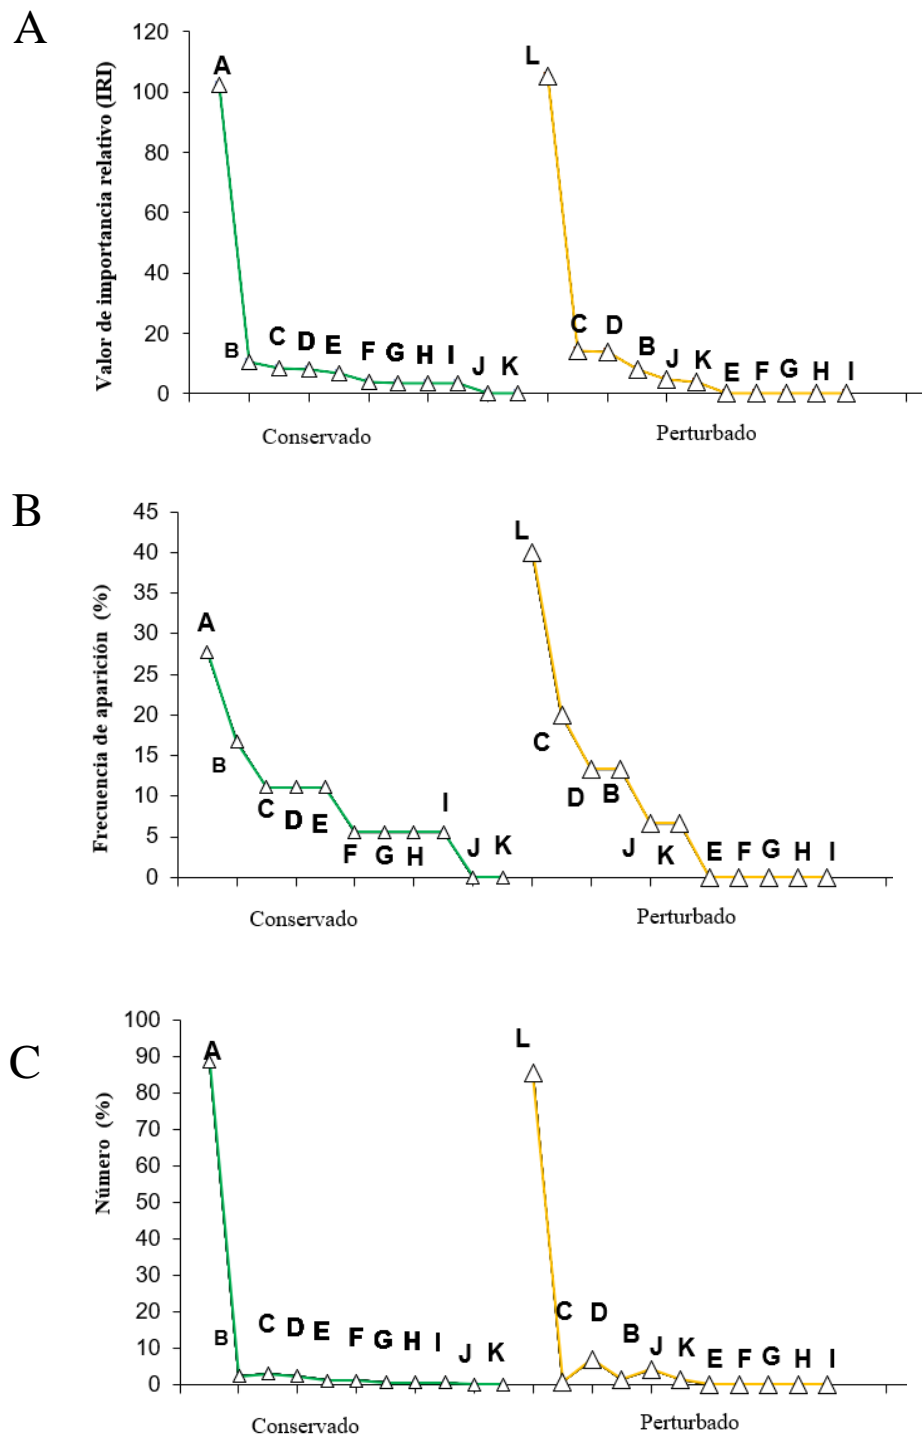 A
Valor de importancia relativo (IRI)
120
100
80
60
40
20
0
A
B
C D E F G H I J K
L
C D B J K E F G H I
Conservado
Perturbado
B
Frecuencia de aparición (%)
45
40
35
30
25
20
15
10
5
0
A
B
C D E F G H I J K
L
C
D B J K E F G H I
Conservado
Perturbado
C
Número (%)
100
90
80
70
60
50
40
30
20
10
0
A
B
C D E F G H I J K
L
C D B J K E F G H I
Conservado
Perturbado